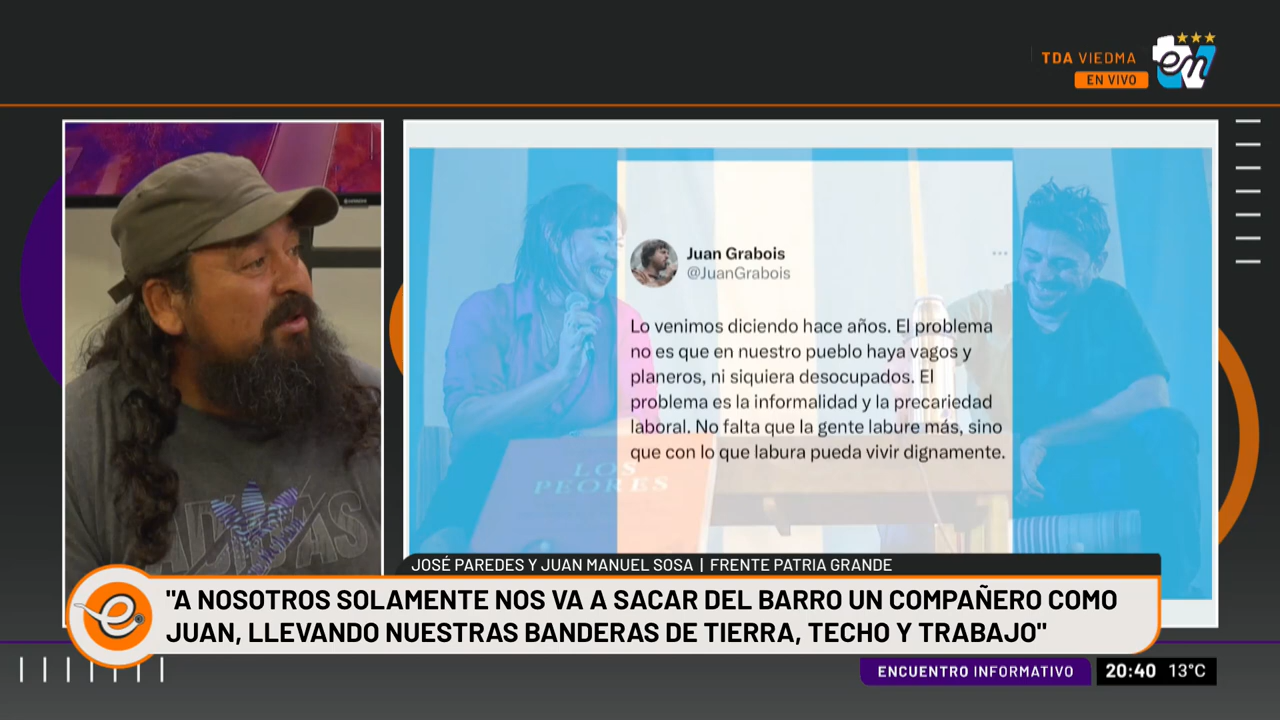 TDA VIEDMA
EN VIVO
en
Juan Grabois
@JuanGrabois
Lo venimos diciendo hace años. El problema
no es que en nuestro pueblo haya vagos y
planeros, ni siquiera desocupados. El
problema es la informalidad y la precariedad
laboral. No falta que la gente labure más, sino
que con lo que labura pueda vivir dignamente.
LOS
PEORES
ADIDAS
JOSÉ PAREDES Y JUAN MANUEL SOSA | FRENTE PATRIA GRANDE
"A NOSOTROS SOLAMENTE NOS VA A SACAR DEL BARRO UN COMPAÑERO COMO
JUAN, LLEVANDO NUESTRAS BANDERAS DE TIERRA, TECHO Y TRABAJO"
e
ENCUENTRO INFORMATIVO
20:40 13°C